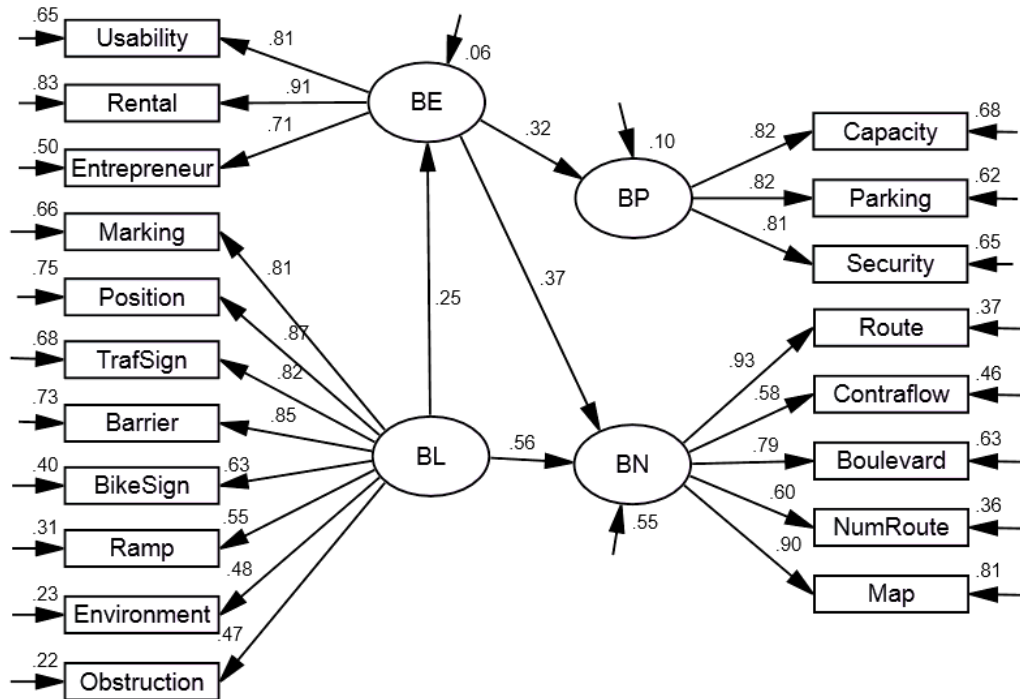 .65
Usability
.81
.06
.83
Rental
.91
BE
.71
.50
Entrepreneur
.32
.10
.82
Capacity
.68
BP
.82
Parking
.62
.81
Security
.65
.66
Marking
.81
.75
Position
.87
.25
.37
.68
TrafSign
.82
.93
Route
.37
.73
Barrier
.85
.58
Contraflow
.46
BL
.56
BN
.79
Boulevard
.63
.40
BikeSign
.63
.31
Ramp
.55
.55
.60
NumRoute
.36
.23
Environment
.48
.90
Map
.81
.22
Obstruction
.47